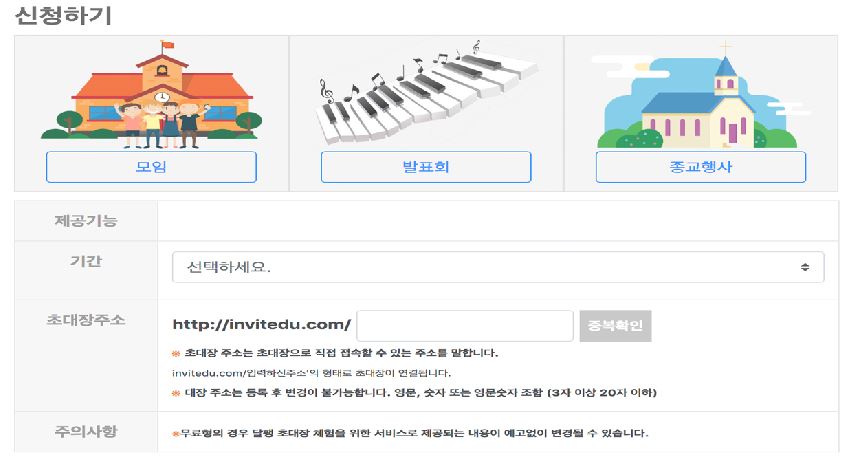 신청하기
모임
발표회
종교행사
제공기능
기간
선택하세요.
초대장주소
http://invitedu.com/
중복확인
※ 초대장 주소는 초대장으로 직접 접속할 수 있는 주소를 말합니다.
invitedu.com/입력하신주소'의 형태로 초대장이 연결됩니다.
※ 대장 주소는 등록 후 변경이 불가능합니다. 영문, 숫자 또는 영문숫자 조합 (3자 이상 20자 이하)
주의사항
※무료형의 경우 달팽 초대장 체험을 위한 서비스로 제공되는 내용이 예고없이 변경될 수 있습니다.